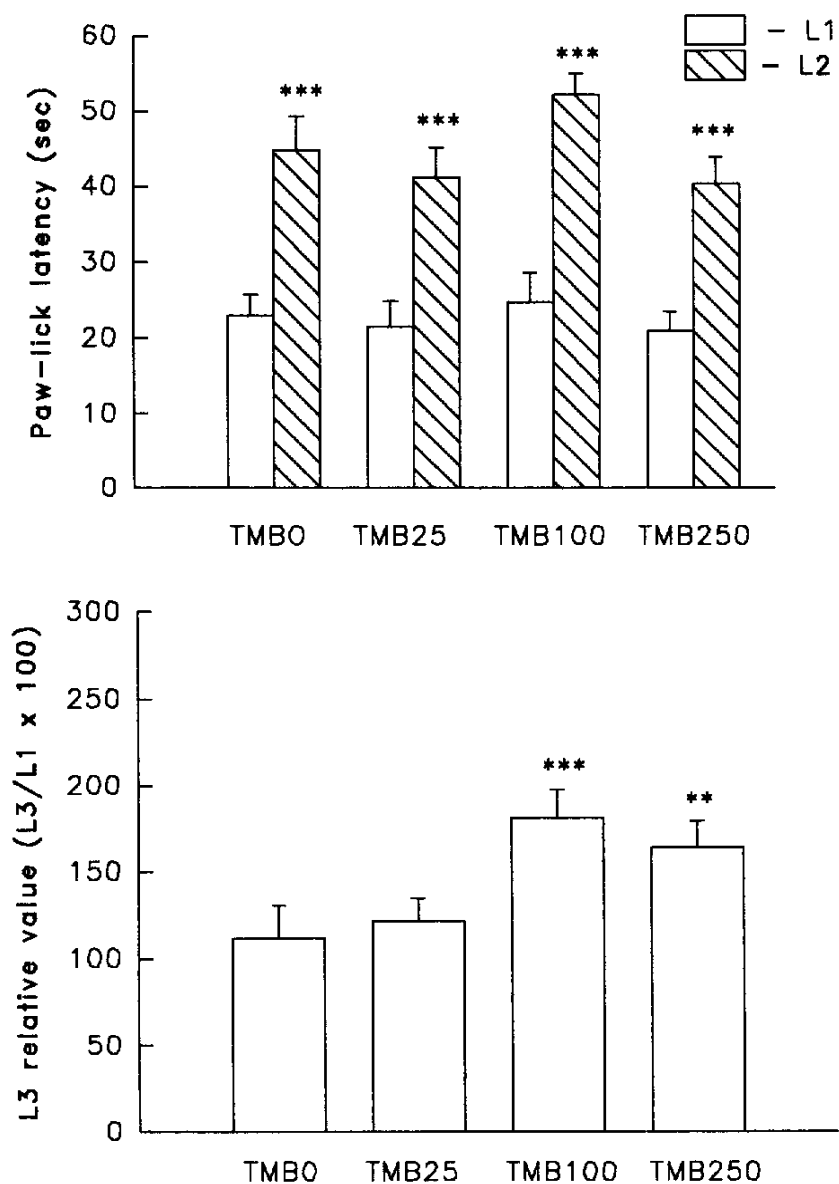 60
50
40
30
20
10
0
Paw-lick latency (sec)
– L1
– L2
*** *** *** ***
TMB0 TMB25 TMB100 TMB250
300
250
200
150
100
50
0
L3 relative value (L3/L1 x 100)
*** **
TMB0 TMB25 TMB100 TMB250